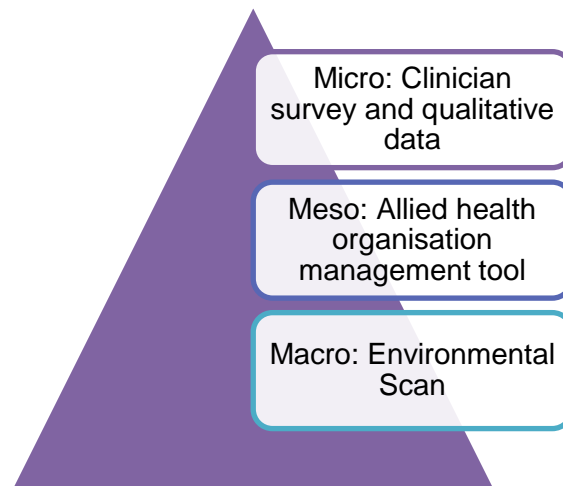 Micro: Clinician
survey and qualitative
data
Meso: Allied health
organisation
management tool
Macro: Environmental
Scan